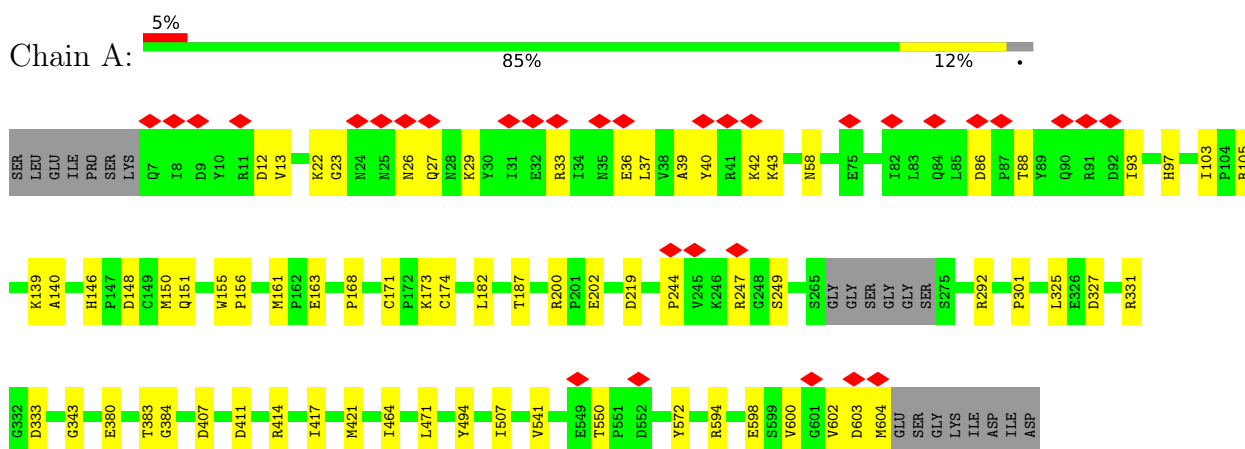 5%
Chain A:
85% 12% •
SER LEU GLU ILE PRO SER LYS Q7 I8 D9 Y10 R11 D12 V13 K22 G23 N24 N25 N26 Q27 N28 K29 Y30 I31 E32 R33 I34 N35 E36 L37 V38 A39 Y40 R41 K42 K43 N58 E75 I82 L83 Q84 L85 D86 P87 T88 Y89 Q90 R91 D92 I93 H97 I103 P104 R105
K139 A140 H146 P147 D148 C149 M150 Q151 W155 P156 M161 P162 E163 P168 C171 P172 K173 C174 L182 T187 R200 P201 E202 D219 P244 V245 K246 R247 G248 S249 S265 GLY GLY SER GLY GLY SER S275 R292 P301 L325 E326 D327 R331
G332 D333 G343 E380 T383 G384 D407 D411 R414 I417 M421 I464 L471 Y494 I507 V541 E549 T550 P551 D552 Y572 R594 E598 S599 V600 G601 V602 D603 M604 GLU SER GLY LYS ILE ASP ILE ASP